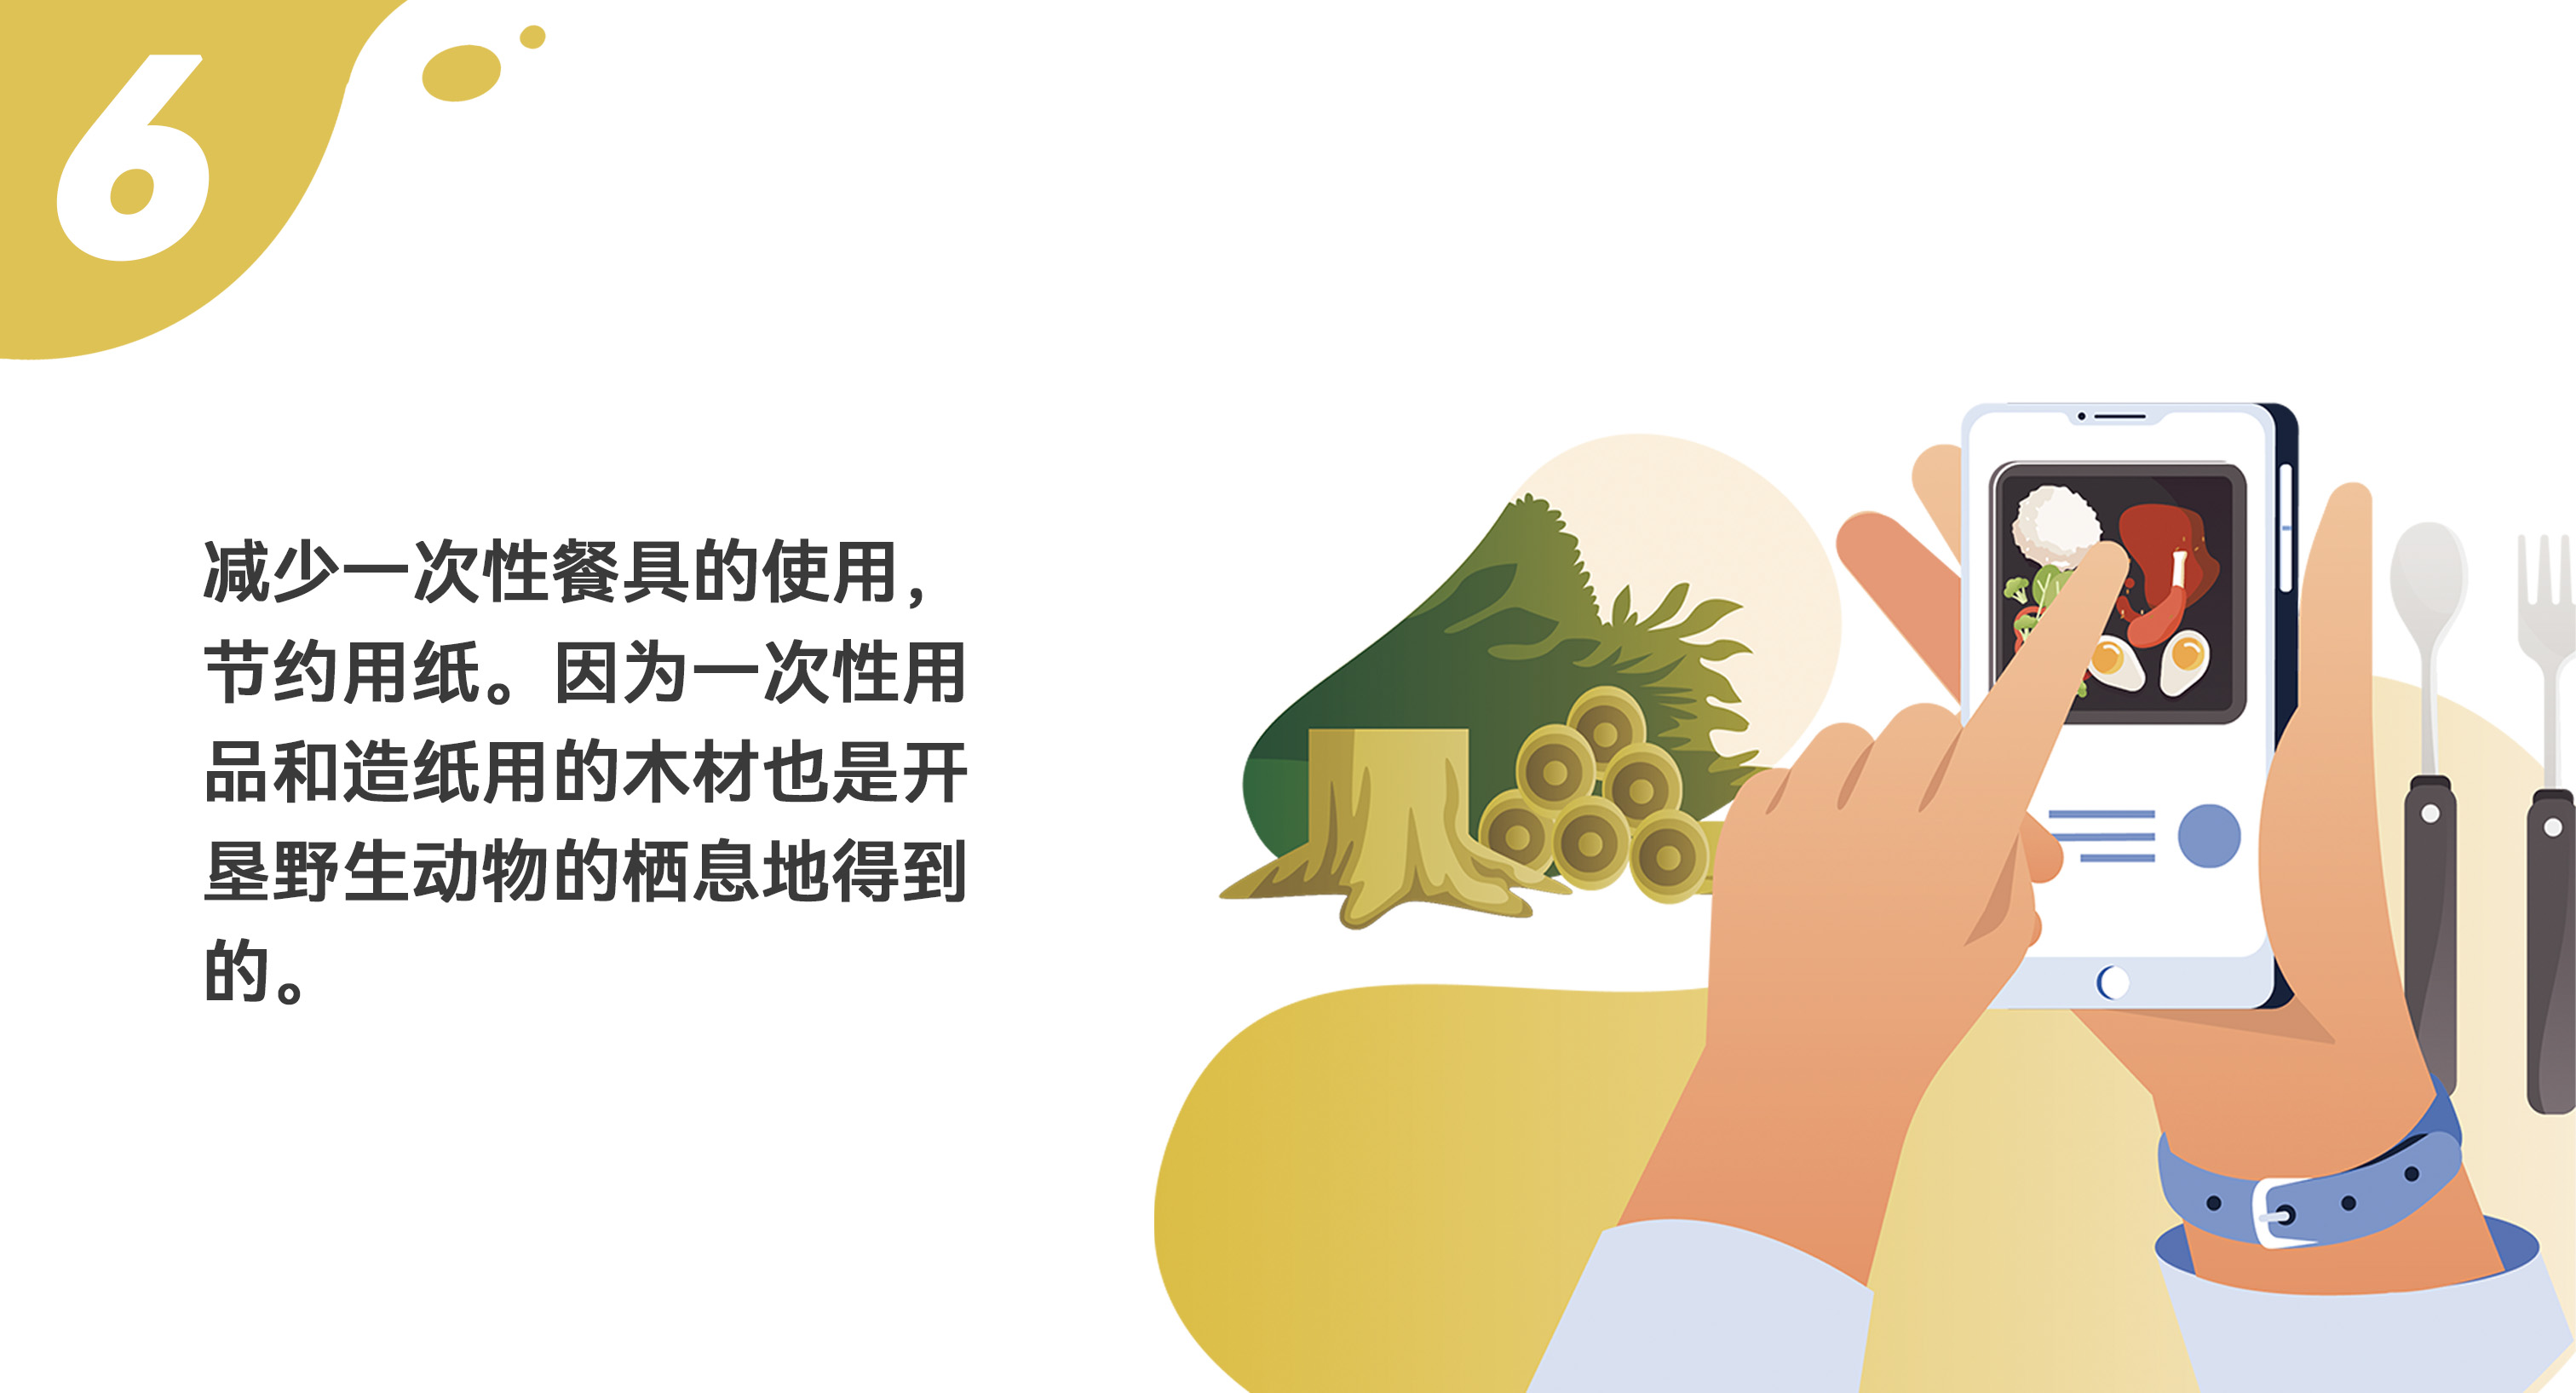 6
减少一次性餐具的使用，
节约用纸。因为一次性用
品和造纸用的木材也是开
垦野生动物的栖息地得到
的。